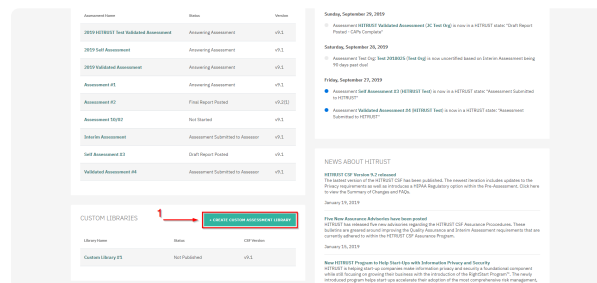 Assessment Name Status Version
2019 HITRUST Test Validated Assessment Answering Assessment v9.1
2019 Self Assessment Answering Assessment v9.1
2019 Validated Assessment Answering Assessment v9.1
Assessment #1 Answering Assessment v9.1
Assessment #3 Final Report Posted v9.2(1)
Assessment 10/02 Not Started v9.1
Interim Assessment Assessment Submitted to Assessor v9.1
Self Assessment #3 Draft Report Posted v9.1
Validated Assessment #4 Assessment Submitted to Assessor v9.1
CUSTOM LIBRARIES
1
+ CREATE CUSTOM ASSESSMENT LIBRARY
Library Name Status CSF Version
Custom Library #1 Not Published v9.1
Sunday, September 29, 2019
Assessment HITRUST Validated Assessment (JC Test Org) is now in a HITRUST state: "Draft Report
Posted - CAPs Complete"
Saturday, September 28, 2019
Assessment Test Org: Test 2018025 (Test Org) is now uncertified based on Interim Assessment being
90 days past due!
Friday, September 27, 2019
Assessment Self Assessment #3 (HITRUST Test) is now in a HITRUST state: "Assessment Submitted
to HITRUST"
Assessment Validated Assessment #4 (HITRUST Test) is now in a HITRUST state: "Assessment
Submitted to HITRUST"
NEWS ABOUT HITRUST
HITRUST CSF Version 9.2 released
The lastest version of the HITRUST CSF has been published. The newest iteration includes updates to the
Privacy requirements as well as introduces a HIPAA Regulatory option within the Pre-Assessment. Click here
to view the Summary of Changes and FAQs.
January 19, 2019
Five New Assurance Advisories have been posted
HITRUST has released five new advisories regarding the HITRUST CSF Assurance Procedures. These
bulletins are geared around improving the Quality Assurance and Interim Assessment requirements that are
currently adhered to within the HITRUST CSF Assurance Program.
January 15, 2019
New HITRUST Program to Help Start-Ups with Information Privacy and Security
HITRUST is helping start-up companies make information privacy and security a foundational component
while still focusing on growing their business with the introduction of the RightStart Program™. The newly
introduced program helps start-ups accelerate their adoption of the most comprehensive risk management,